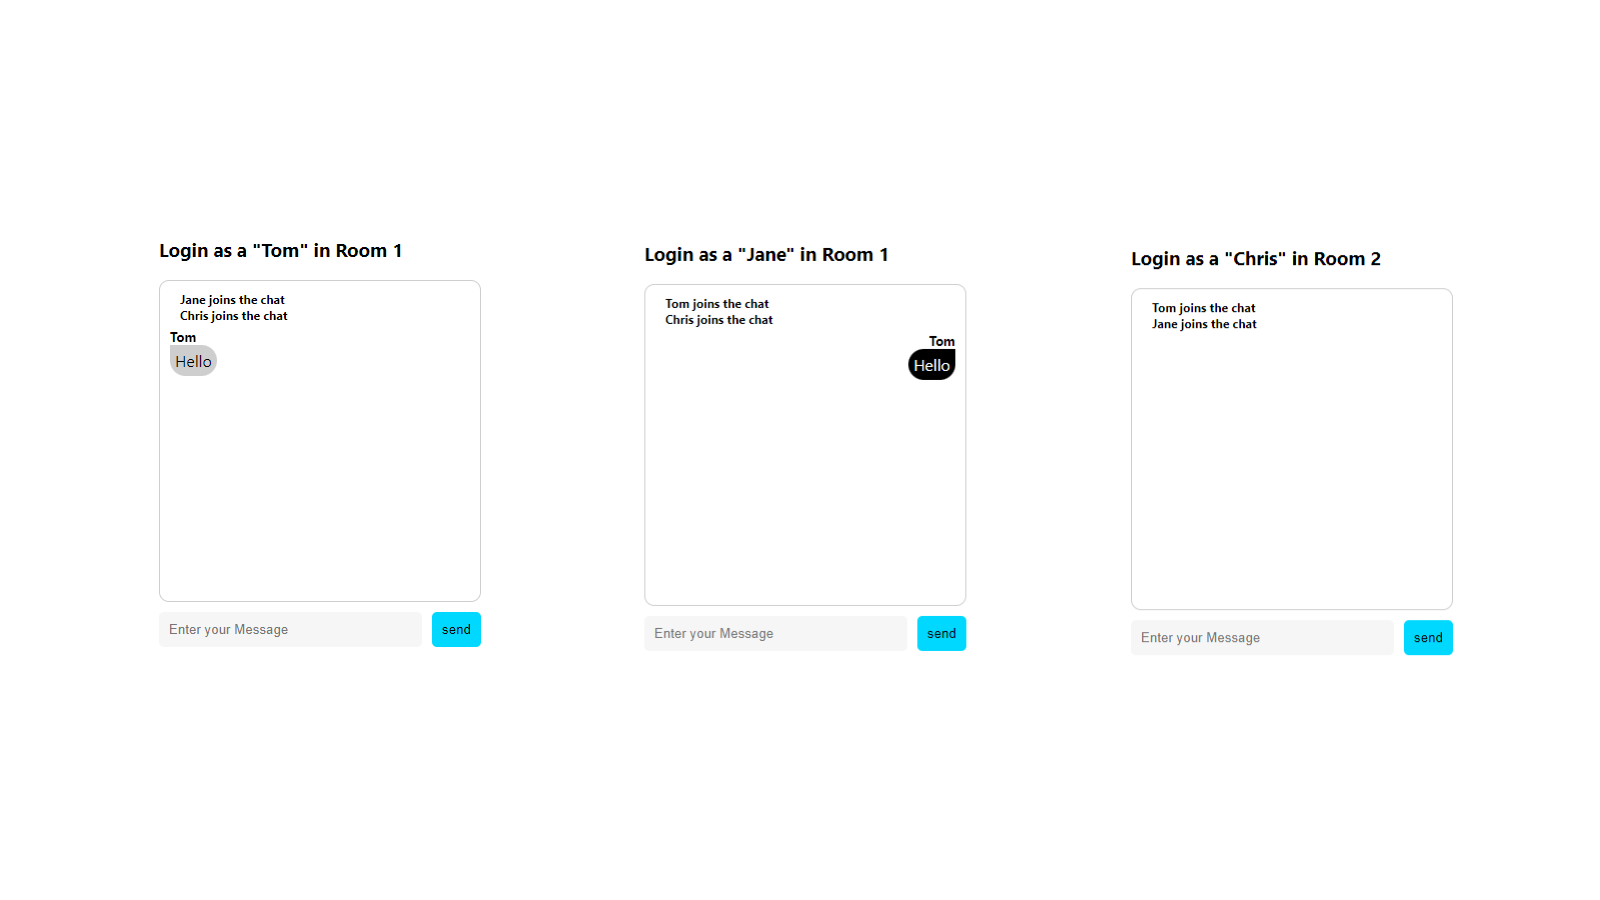 Login as a "Tom" in Room 1
Jane joins the chat
Chris joins the chat
Tom
Hello
Enter your Message
send
Login as a "Jane" in Room 1
Tom joins the chat
Chris joins the chat
Tom
Hello
Enter your Message
send
Login as a "Chris" in Room 2
Tom joins the chat
Jane joins the chat
Enter your Message
send